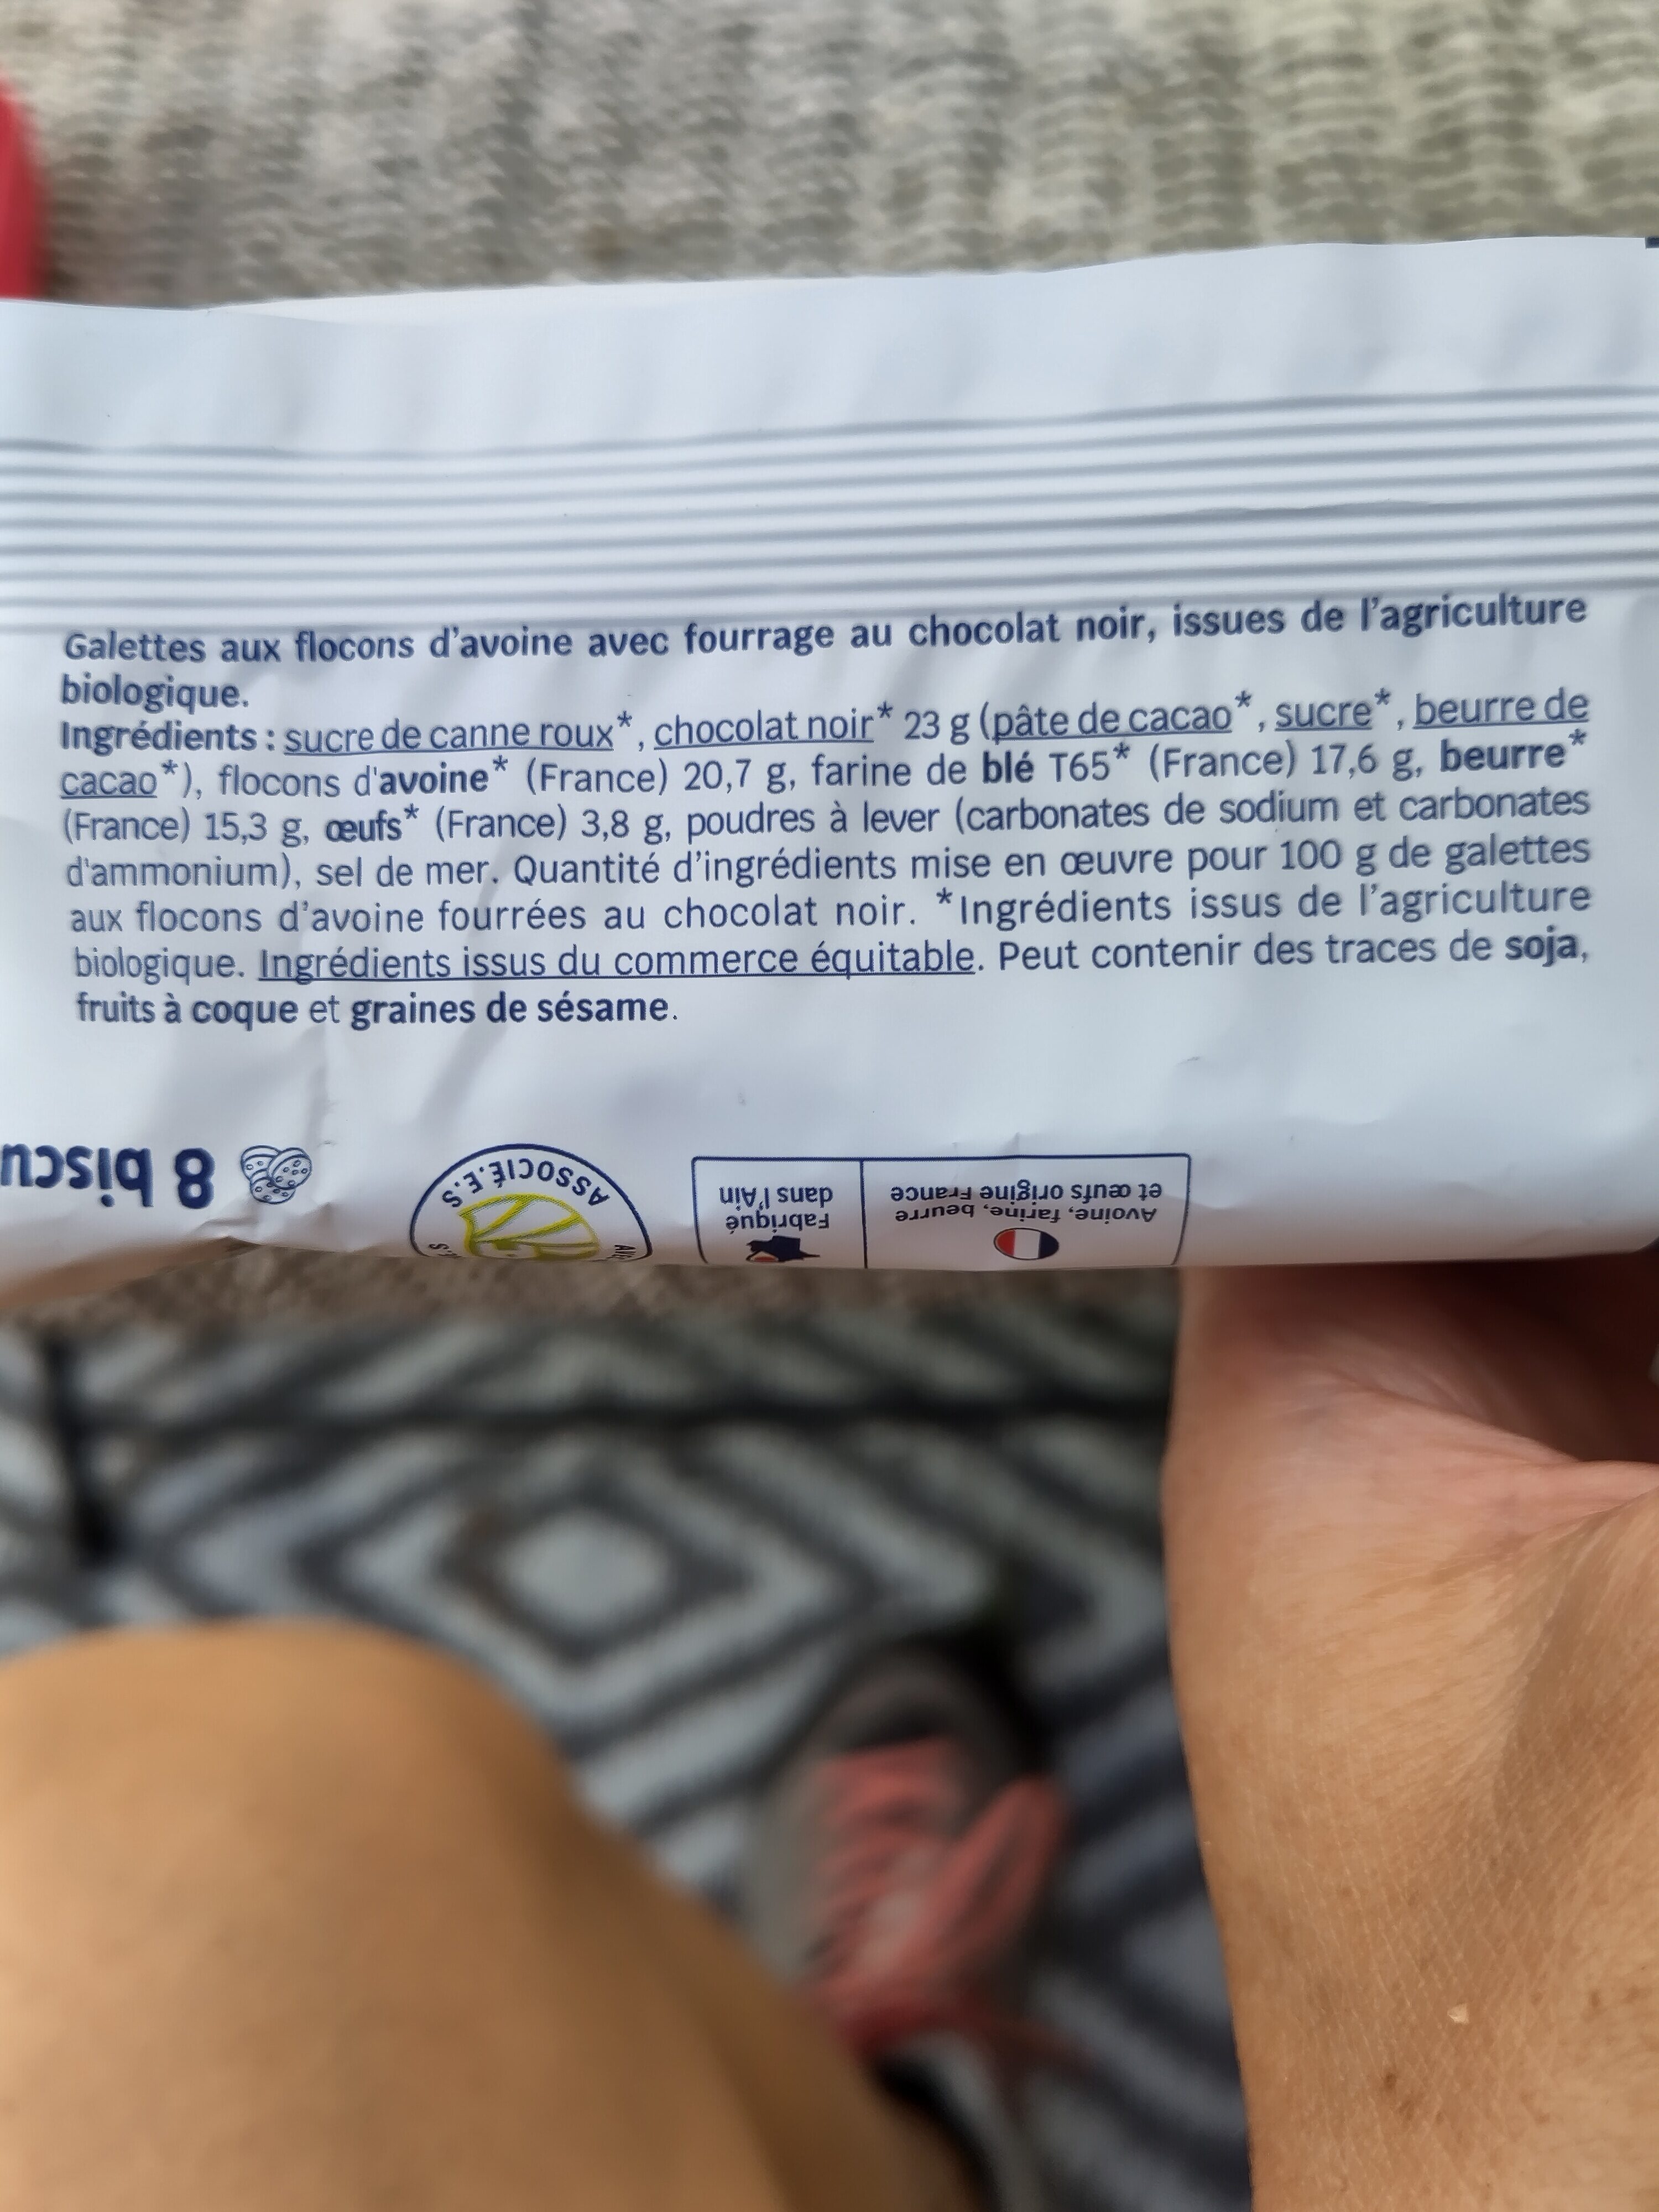 Galettes aux flocons d'avoine avec fourrage au chocolat noir, issues de l'agriculture
biologique.
Ingrédients : sucre de canne roux*, chocolat noir* 23 g (pâte de cacao*, sucre*, beurre de
cacao*), flocons d'avoine* (France) 20,7 g, farine de blé T65* (France) 17,6 g, beurre*
(France) 15,3 g, œufs* (France) 3,8 g, poudres à lever (carbonates de sodium et carbonates
d'ammonium), sel de mer. Quantité d'ingrédients mise en œuvre pour 100 g de galettes
aux flocons d'avoine fourrées au chocolat noir. *Ingrédients issus de l'agriculture
biologique. Ingrédients issus du commerce équitable. Peut contenir des traces de soja,
fruits à coque et graines de sésame.
8 biscu
ASSOCIÉ.E.S
Fabriqué
dans l'Ain
Avoine, farine, beurre
et œufs origine France